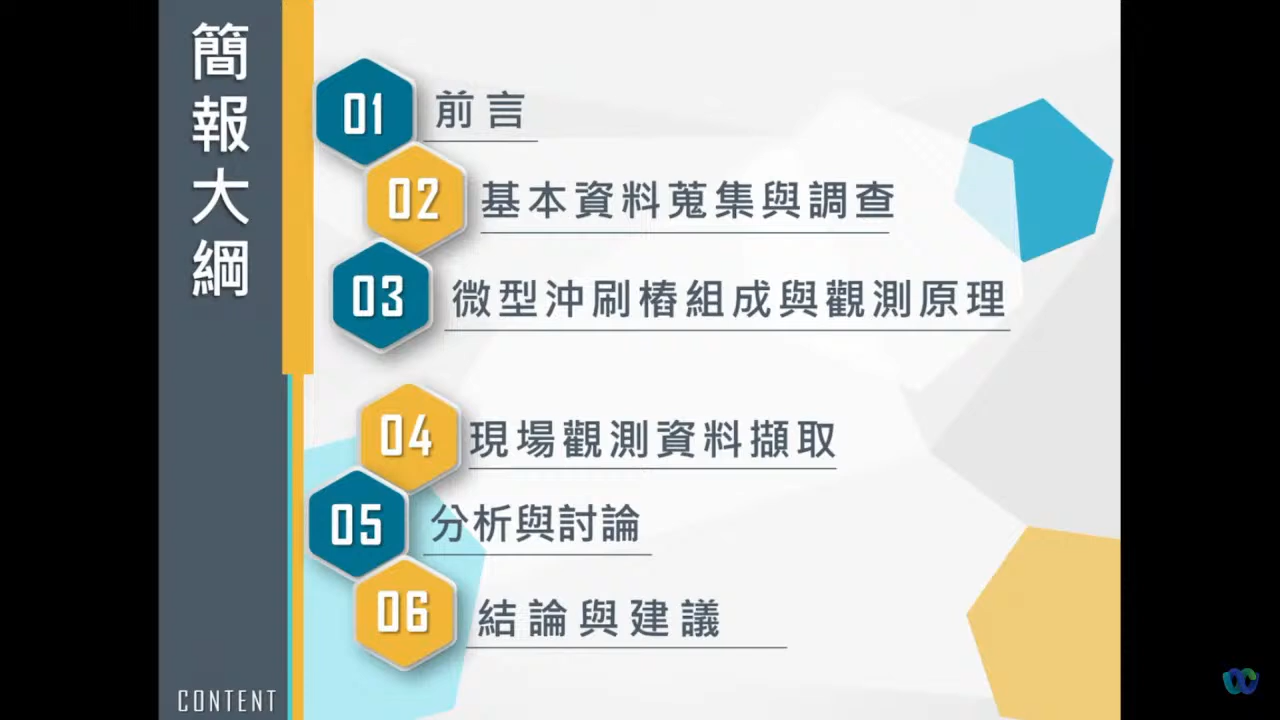 簡報大綱
01 前言
02 基本資料蒐集與調查
03 微型沖刷樁組成與觀測原理
04 現場觀測資料擷取
05 分析與討論
06 結論與建議
CONTENT